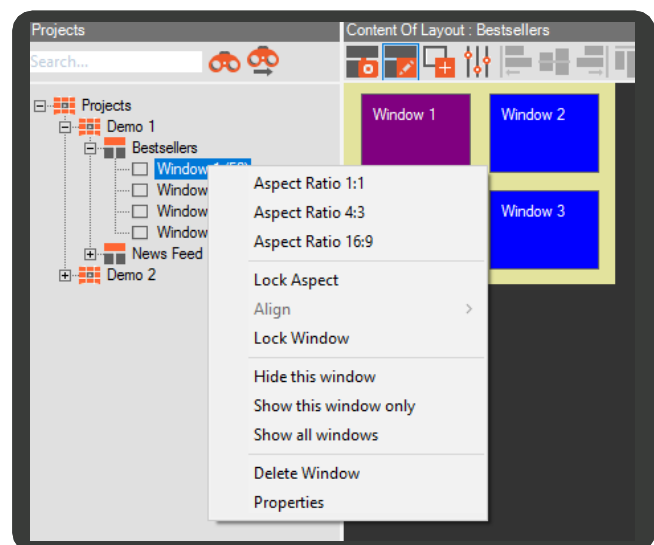 Projects
Content Of Layout : Bestsellers
Search...
Projects
Demo 1
Bestsellers
Window
Window
Window
Window
News Feed
Demo 2
Window 1
Window 2
Window 3
Aspect Ratio 1:1
Aspect Ratio 4:3
Aspect Ratio 16:9
Lock Aspect
Align
Lock Window
Hide this window
Show this window only
Show all windows
Delete Window
Properties